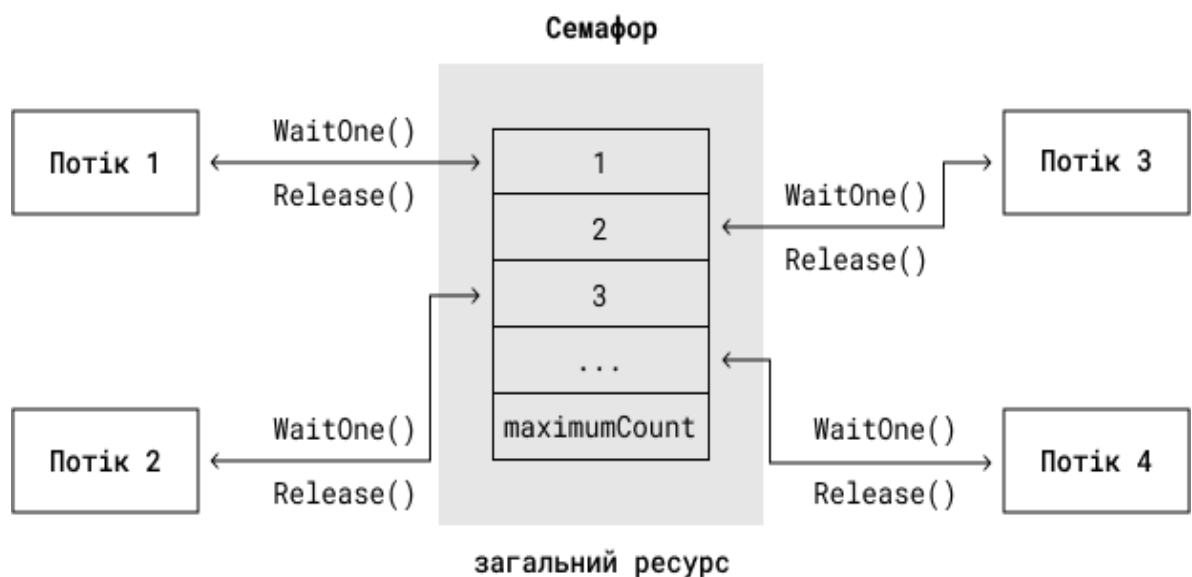 Семафор
Потік 1
WaitOne()
Release()
Потік 2
WaitOne()
Release()
1
2
3
...
maximumCount
WaitOne()
Release()
Потік 3
WaitOne()
Release()
Потік 4
загальний ресурс